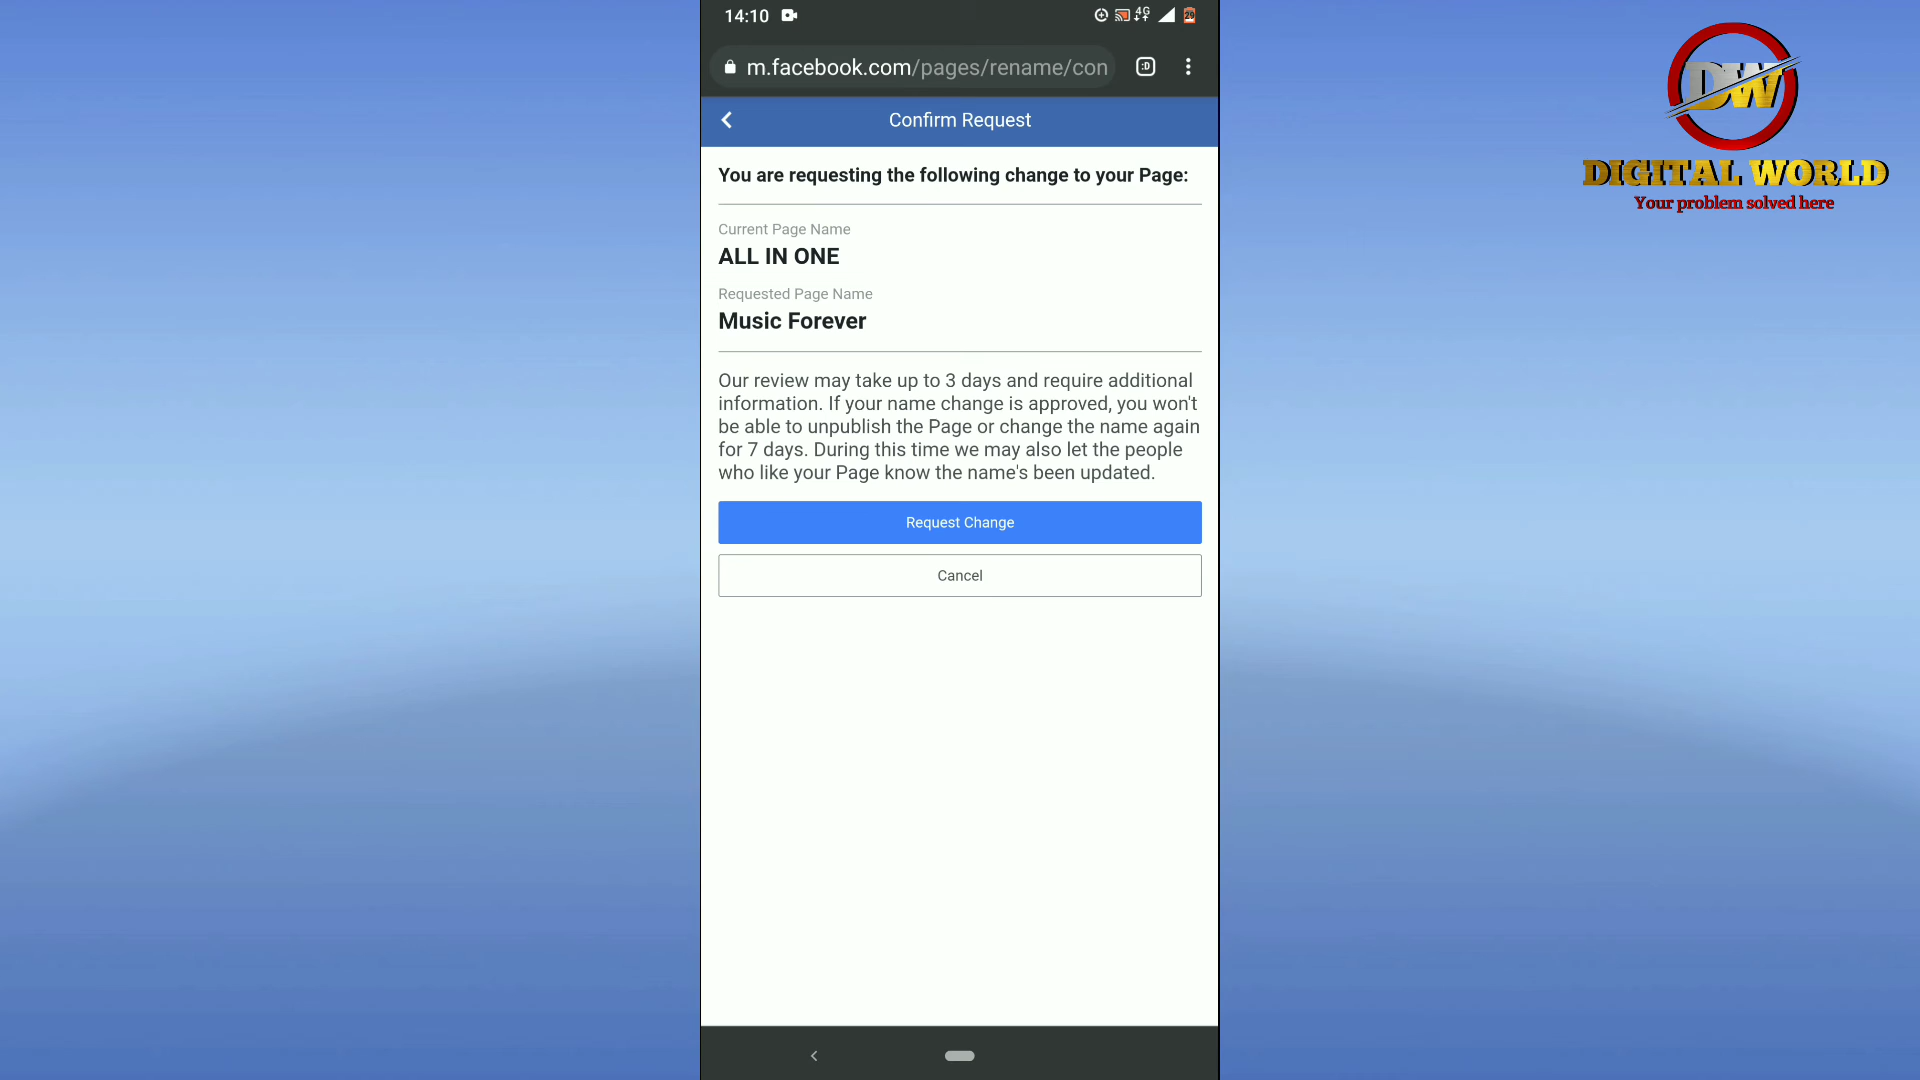 14:10
4G
29
m.facebook.com/pages/rename/con
:D
Confirm Request
You are requesting the following change to your Page:
Current Page Name
ALL IN ONE
Requested Page Name
Music Forever
Our review may take up to 3 days and require additional
information. If your name change is approved, you won't
be able to unpublish the Page or change the name again
for 7 days. During this time we may also let the people
who like your Page know the name's been updated.
Request Change
Cancel
DW
DIGITAL WORLD
Your problem solved here